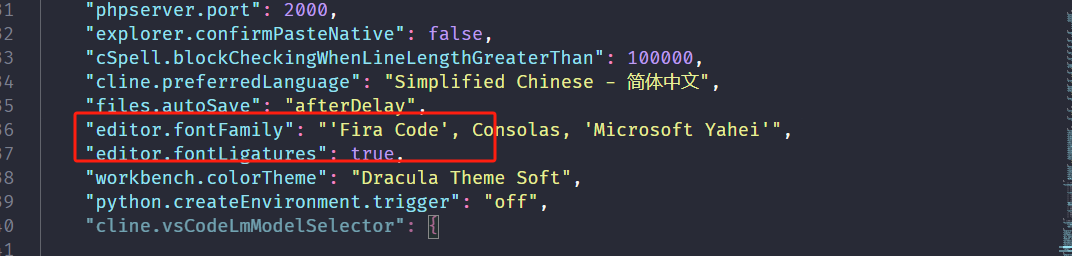 31 "phpserver.port": 2000,
32 "explorer.confirmPasteNative": false,
33 "cSpell.blockCheckingWhenLineLengthGreaterThan": 100000,
34 "cline.preferredLanguage": "Simplified Chinese - 简体中文",
35 "files.autoSave": "afterDelay",
36 "editor.fontFamily": "'Fira Code', Consolas, 'Microsoft Yahei'",
37 "editor.fontLigatures": true,
38 "workbench.colorTheme": "Dracula Theme Soft",
39 "python.createEnvironment.trigger": "off",
40 "cline.vsCodeLmModelSelector": {
41